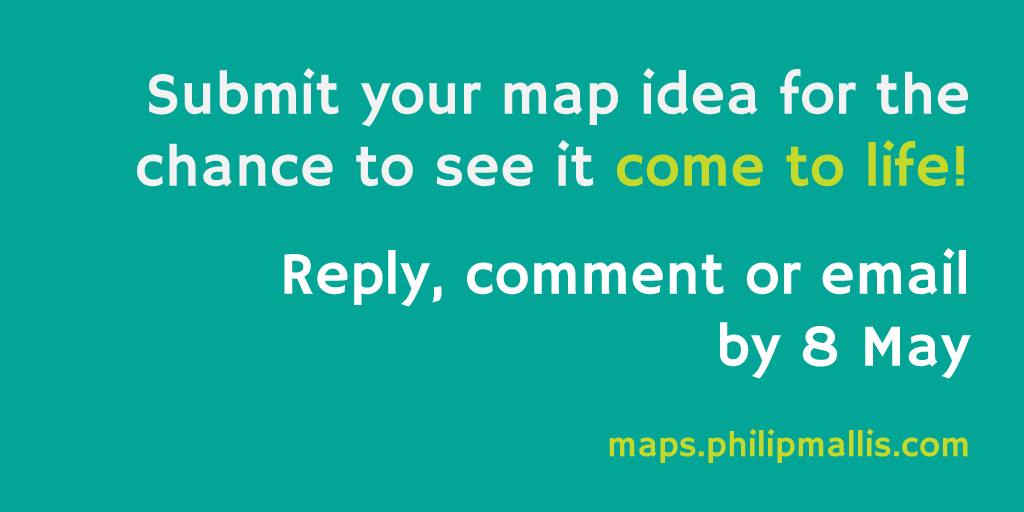 Submit your map idea for the
chance to see it come to life!
Reply, comment or email
by 8 May
maps.philipmallis.com